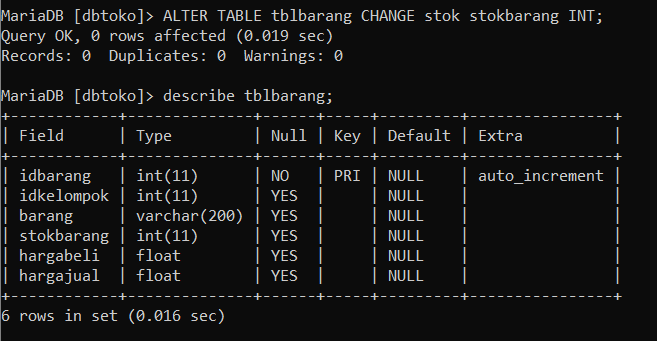 MariaDB [dbtoko]> ALTER TABLE tblbarang CHANGE stok stokbarang INT;
Query OK, 0 rows affected (0.019 sec)
Records: 0  Duplicates: 0  Warnings: 0

MariaDB [dbtoko]> describe tblbarang;
+------------+--------------+------+-----+---------+----------------+
| Field      | Type         | Null | Key | Default | Extra          |
+------------+--------------+------+-----+---------+----------------+
| idbarang   | int(11)      | NO   | PRI | NULL    | auto_increment |
| idkelompok | int(11)      | YES  |     | NULL    |                |
| barang     | varchar(200) | YES  |     | NULL    |                |
| stokbarang | int(11)      | YES  |     | NULL    |                |
| hargabeli  | float        | YES  |     | NULL    |                |
| hargajual  | float        | YES  |     | NULL    |                |
+------------+--------------+------+-----+---------+----------------+
6 rows in set (0.016 sec)